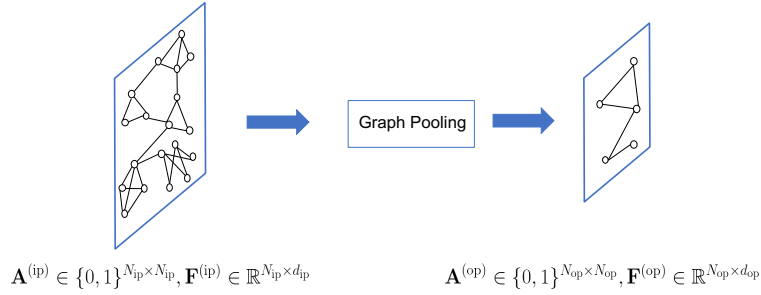 Graph Pooling
𝐀^(ip) ∈ {0, 1}^{N_ip×N_ip}, 𝐅^(ip) ∈ ℝ^{N_ip×d_ip}
𝐀^(op) ∈ {0, 1}^{N_op×N_op}, 𝐅^(op) ∈ ℝ^{N_op×d_op}